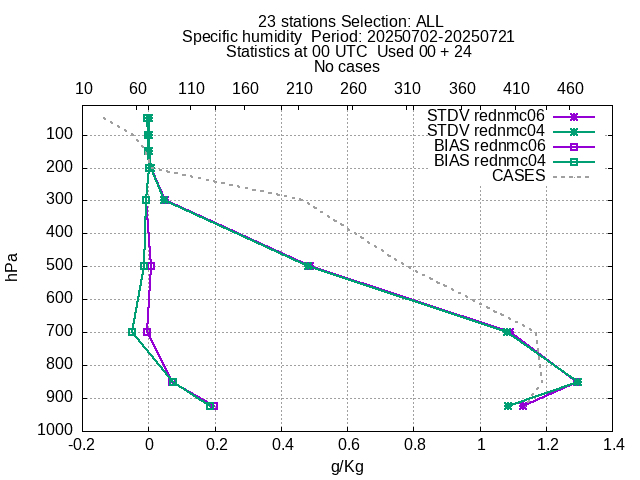 23 stations Selection: ALL
Specific humidity  Period: 20250702-20250721
Statistics at 00 UTC  Used 00 + 24
No cases
10 60 110 160 210 260 310 360 410 460
STDV rednmc06
STDV rednmc04
BIAS rednmc06
BIAS rednmc04
CASES
100
200
300
400
500
600
700
800
900
1000
hPa
-0.2 0 0.2 0.4 0.6 0.8 1 1.2 1.4
g/Kg